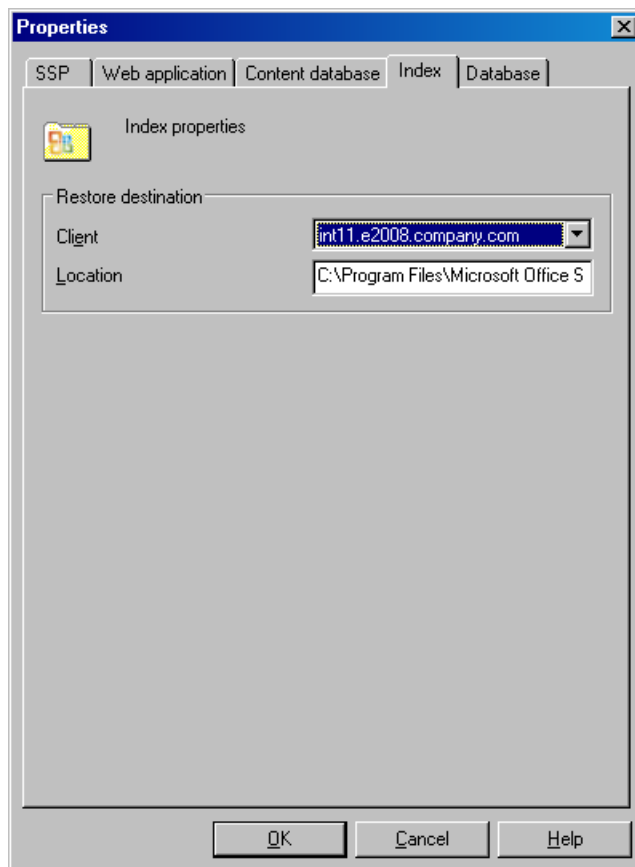 Properties
SSP Web application Content database Index Database
Index properties
Restore destination
Client int11.e2008.company.com
Location C:\Program Files\Microsoft Office S
OK Cancel Help